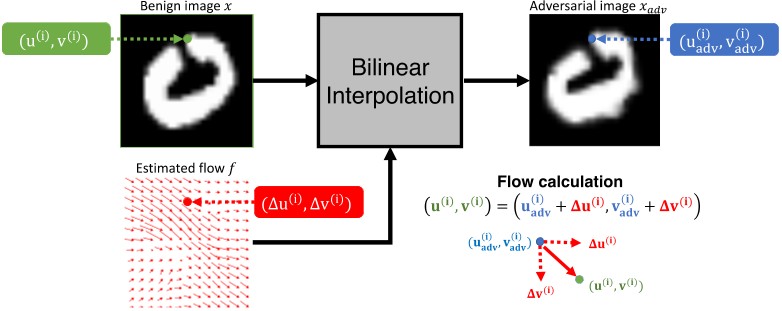 Benign image x
Adversarial image x_adv
(u^(i), v^(i))
Bilinear
Interpolation
(u_adv^(i), v_adv^(i))
Estimated flow f
(Δu^(i), Δv^(i))
Flow calculation
(u^(i), v^(i)) = (u_adv^(i) + Δu^(i), v_adv^(i) + Δv^(i))
(u_adv^(i), v_adv^(i))
Δu^(i)
Δv^(i)
(u^(i), v^(i))